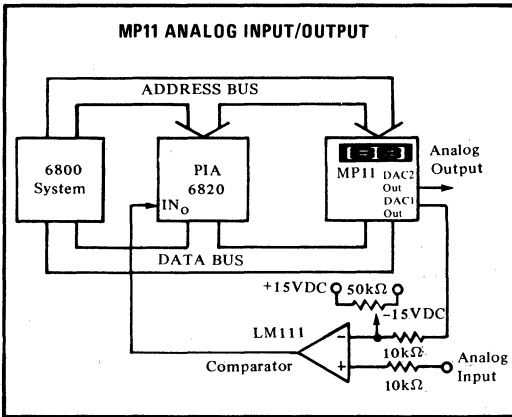 MP11 ANALOG INPUT/OUTPUT
ADDRESS BUS
6800
System
PIA
6820
IN₀
MP11
DAC2
Out
DAC1
Out
Analog
Output
DATA BUS
+15VDC
50kΩ
-15VDC
LM111
Comparator
−
+
10kΩ
10kΩ
Analog
Input